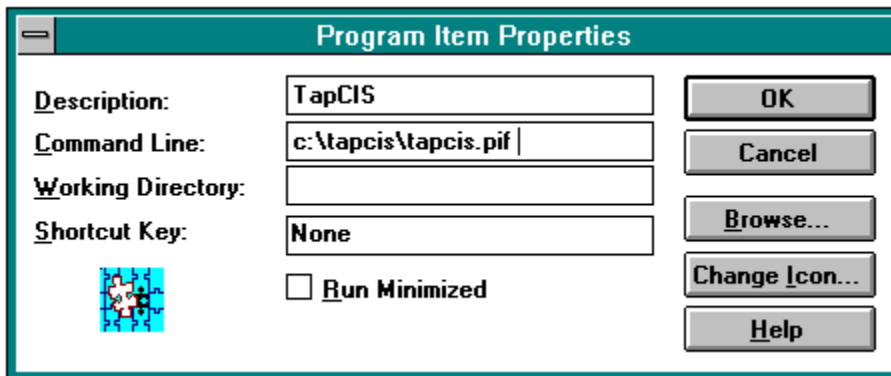 Program Item Properties
Description: TapCIS
Command Line: c:\tapcis\tapcis.pif
Working Directory:
Shortcut Key: None
Run Minimized
OK
Cancel
Browse...
Change Icon...
Help